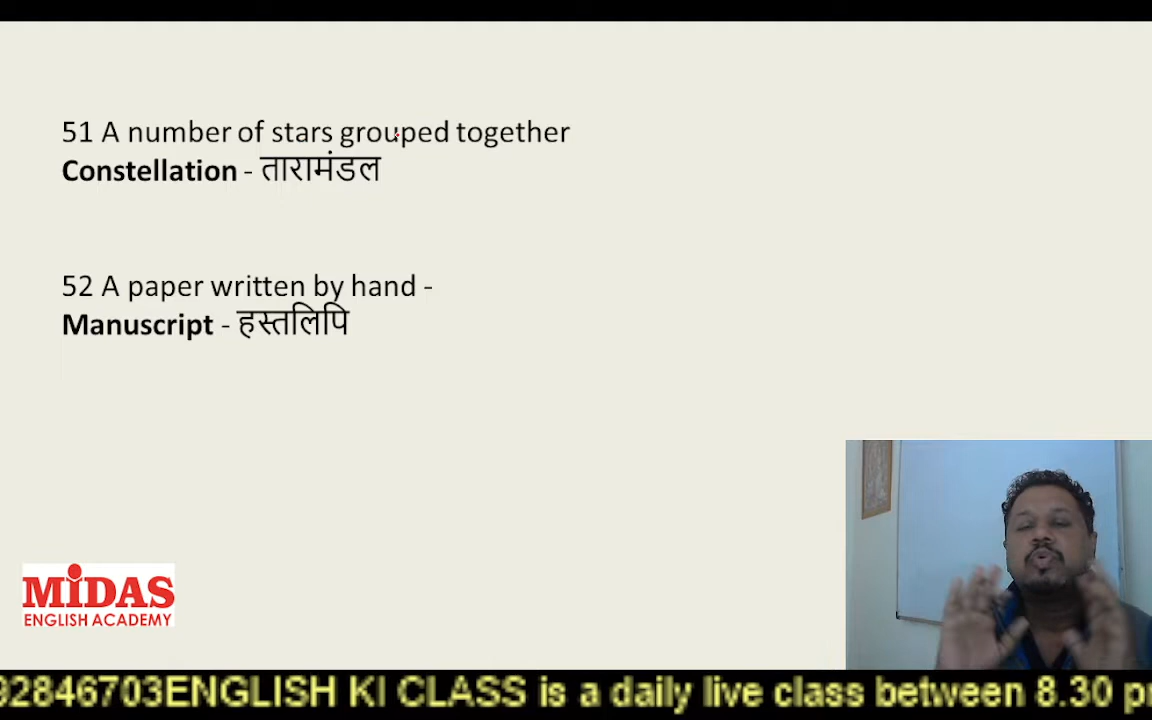 51 A number of stars grouped together
Constellation - तारामंडल
52 A paper written by hand -
Manuscript - हस्तलिपि
MiDAS
ENGLISH ACADEMY
92846703ENGLISH KI CLASS is a daily live class between 8.30